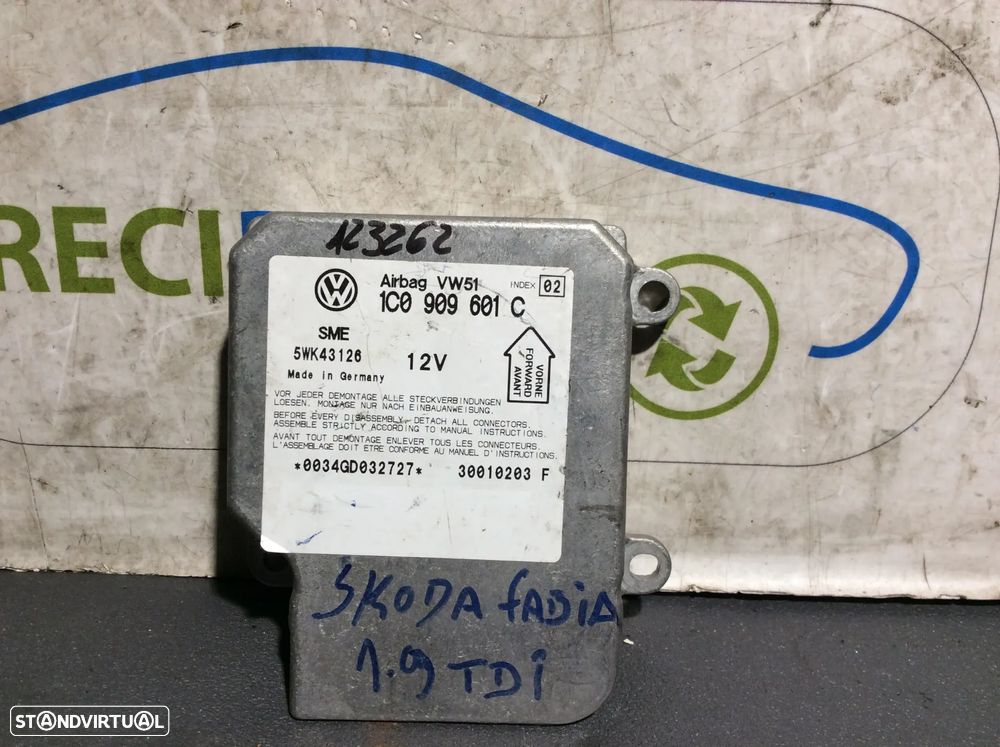 RECI
123262
Airbag VW51 INDEX 02
1C0 909 601 C
SME
5WK43126 12V
Made in Germany
VORNE
FORWARD
AVANT
VOR JEDER DEMONTAGE ALLE STECKVERBINDUNGEN
LOESEN. MONTAGE NUR NACH EINBAUANWEISUNG.
BEFORE EVERY DISASSEMBLY, DETACH ALL CONNECTORS.
ASSEMBLE STRICTLY ACCORDING TO MANUAL INSTRUCTIONS.
AVANT TOUT DEMONTAGE ENLEVER TOUS LES CONNECTEURS.
L'ASSEMBLAGE DOIT ETRE CONFORME AU MANUEL D'INSTRUCTIONS.
*0034GD032727* 30010203 F
SKODA fADiA
1.9 TDi
STANDVIRTUAL